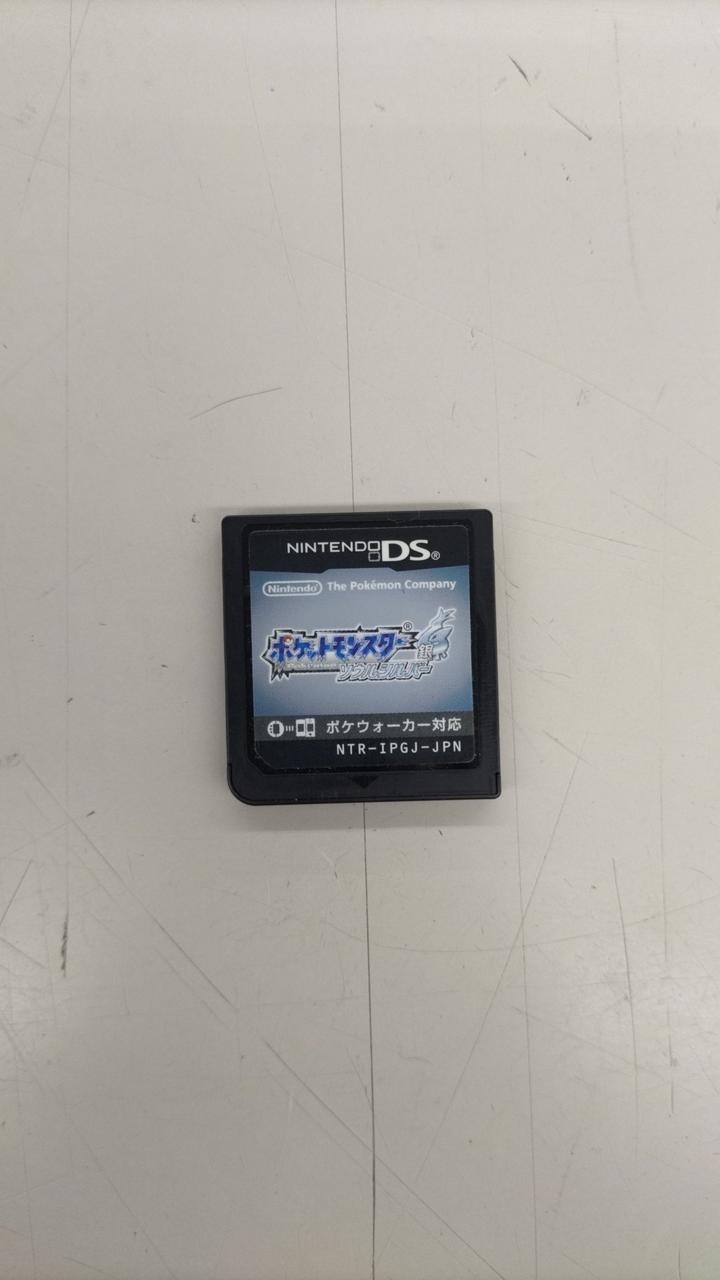 NINTENDO DS®
Nintendo® The Pokémon Company
ポケットモンスター®
Pokémon
銀
ソウルシルバー
ポケウォーカー対応
NTR-IPGJ-JPN